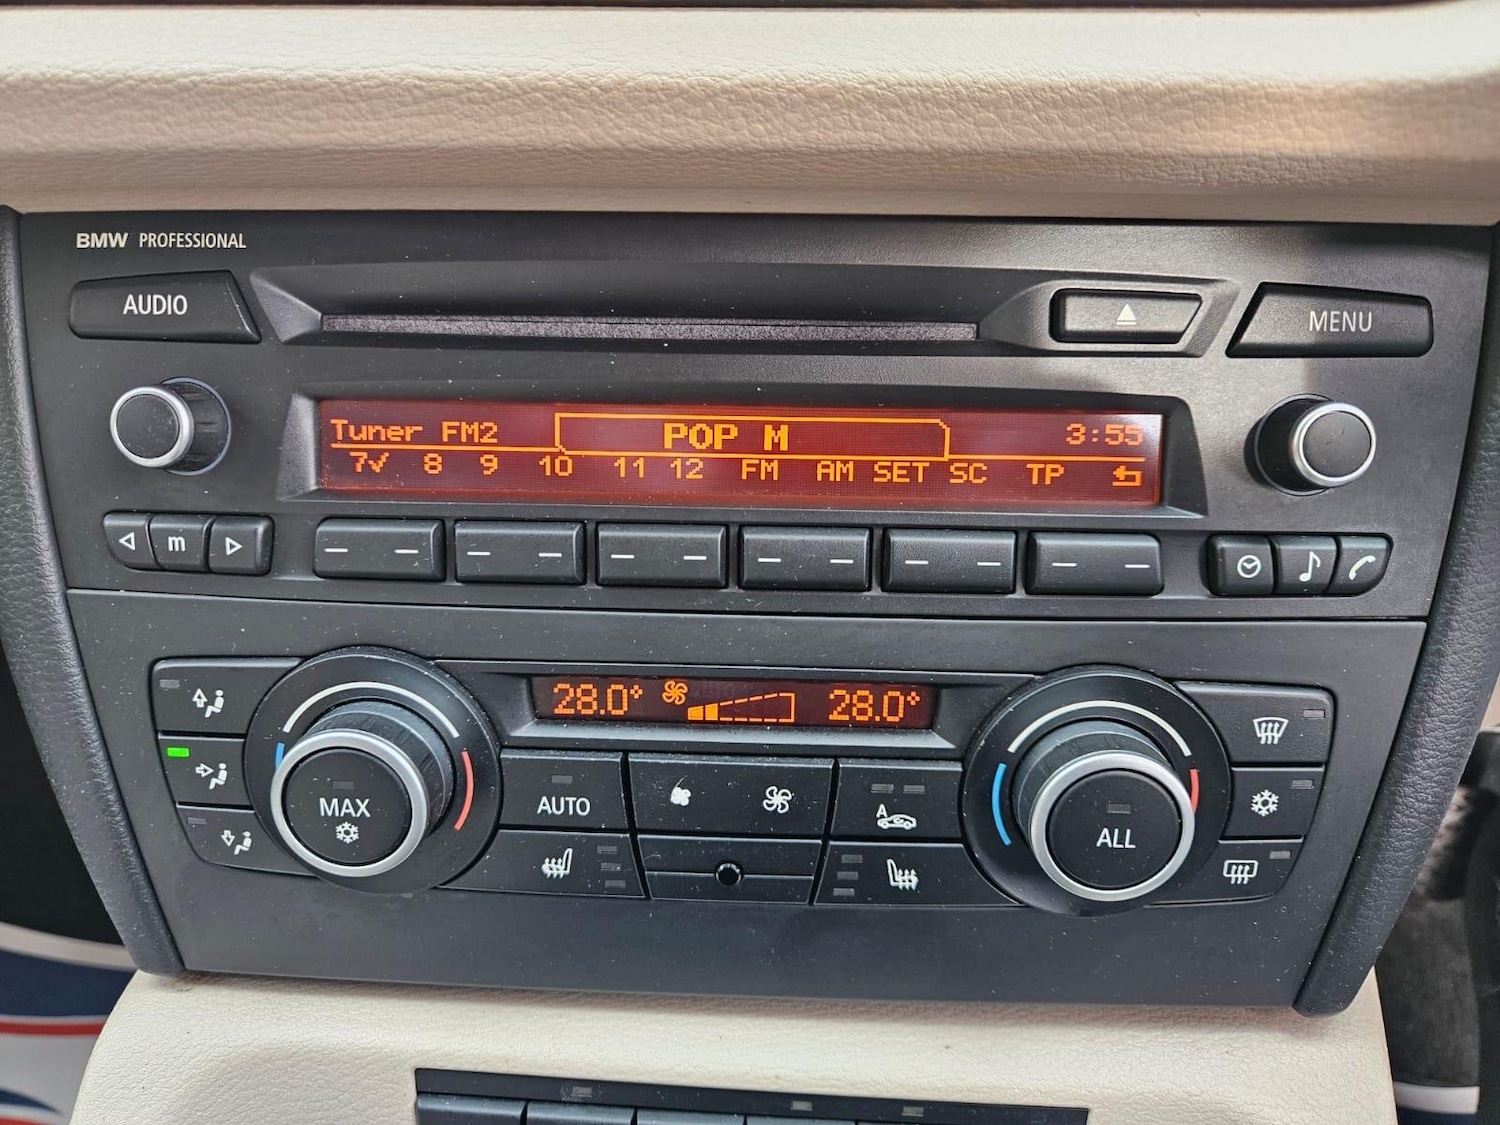 BMW PROFESSIONAL
AUDIO
MENU
Tuner FM2 POP M 3:55
7✓ 8 9 10 11 12 FM AM SET SC TP
m
28.0° 28.0°
MAX
AUTO
A
ALL